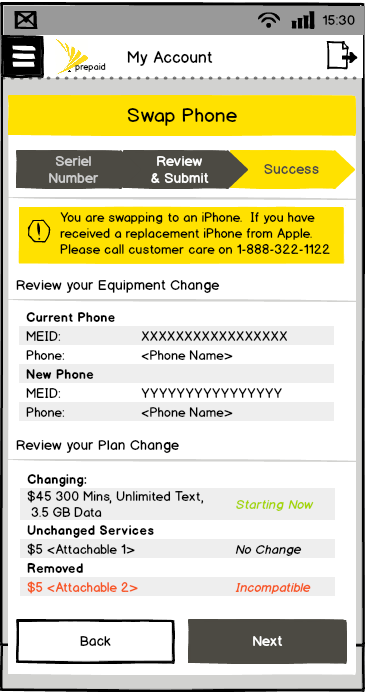 15:30
prepaid
My Account
Swap Phone
Seriel
Number
Review
& Submit
Success
You are swapping to an iPhone. If you have
received a replacement iPhone from Apple.
Please call customer care on 1-888-322-1122
Review your Equipment Change
Current Phone
MEID: XXXXXXXXXXXXXXXXX
Phone: <Phone Name>
New Phone
MEID: YYYYYYYYYYYYYYYY
Phone: <Phone Name>
Review your Plan Change
Changing:
$45 300 Mins, Unlimited Text, Starting Now
3.5 GB Data
Unchanged Services
$5 <Attachable 1> No Change
Removed
$5 <Attachable 2> Incompatible
Back Next